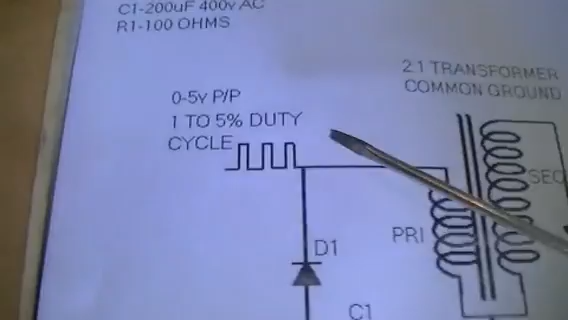 C1-200uF 400v AC
R1-100 OHMS
2:1 TRANSFORMER
COMMON GROUND
0-5v P/P
1 TO 5% DUTY
CYCLE
SEC
PRI
D1
C1